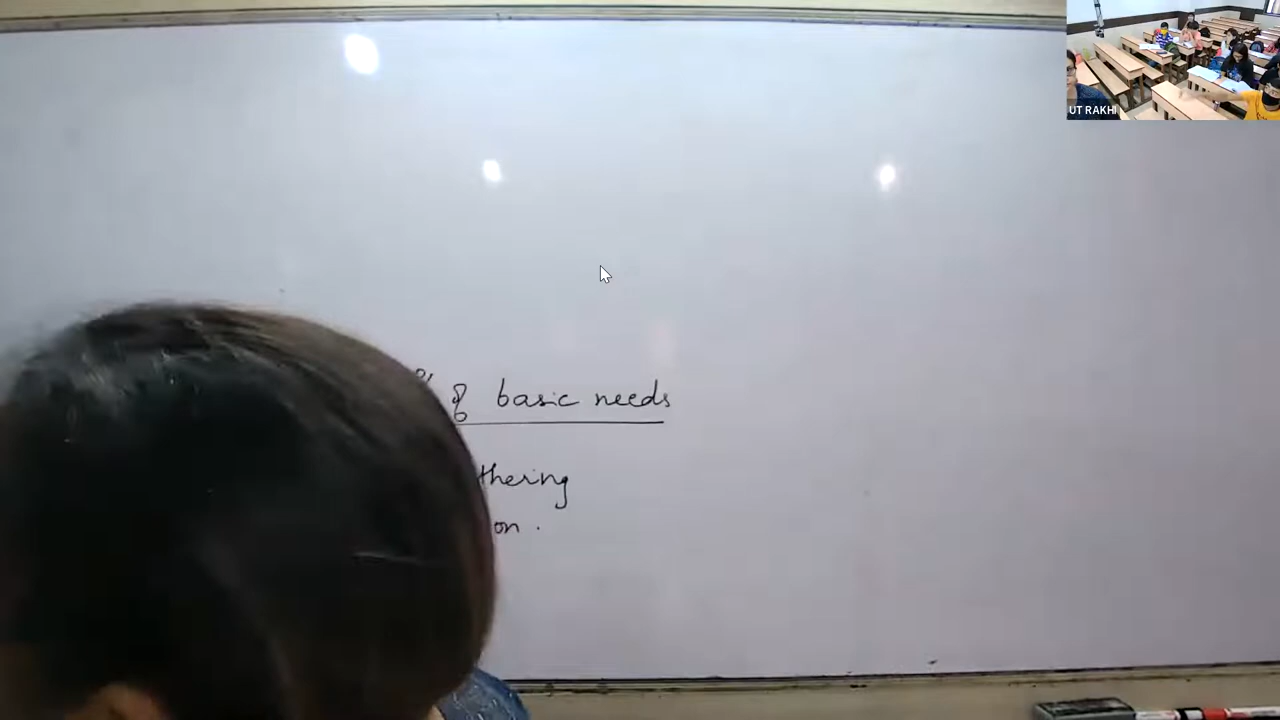 UT RAKHI
of basic needs
thering
on .